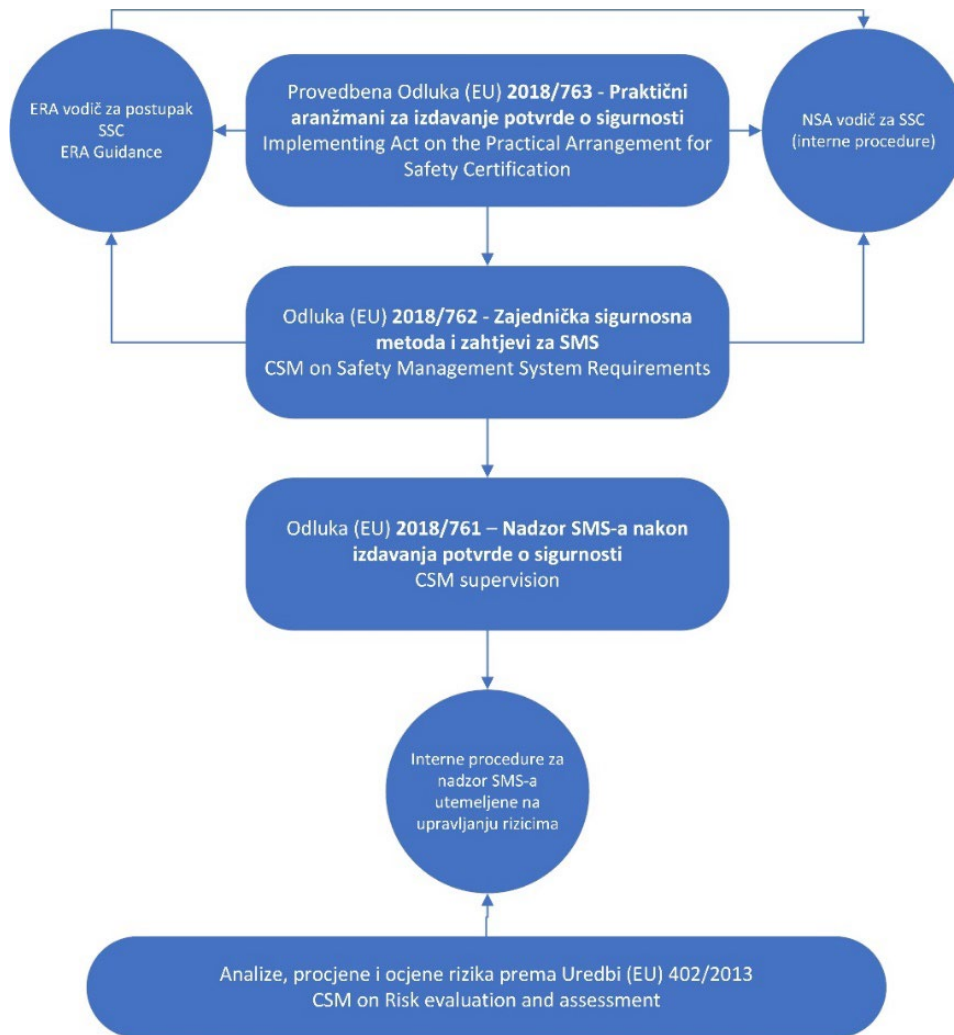 ERA vodič za postupak
SSC
ERA Guidance
Provedbena Odluka (EU) 2018/763 - Praktični
aranžmani za izdavanje potvrde o sigurnosti
Implementing Act on the Practical Arrangement for
Safety Certification
NSA vodič za SSC
(interne procedure)
Odluka (EU) 2018/762 - Zajednička sigurnosna
metoda i zahtjevi za SMS
CSM on Safety Management System Requirements
Odluka (EU) 2018/761 – Nadzor SMS-a nakon
izdavanja potvrde o sigurnosti
CSM supervision
Interne procedure za
nadzor SMS-a
utemeljene na
upravljanju rizicima
Analize, procjene i ocjene rizika prema Uredbi (EU) 402/2013
CSM on Risk evaluation and assessment